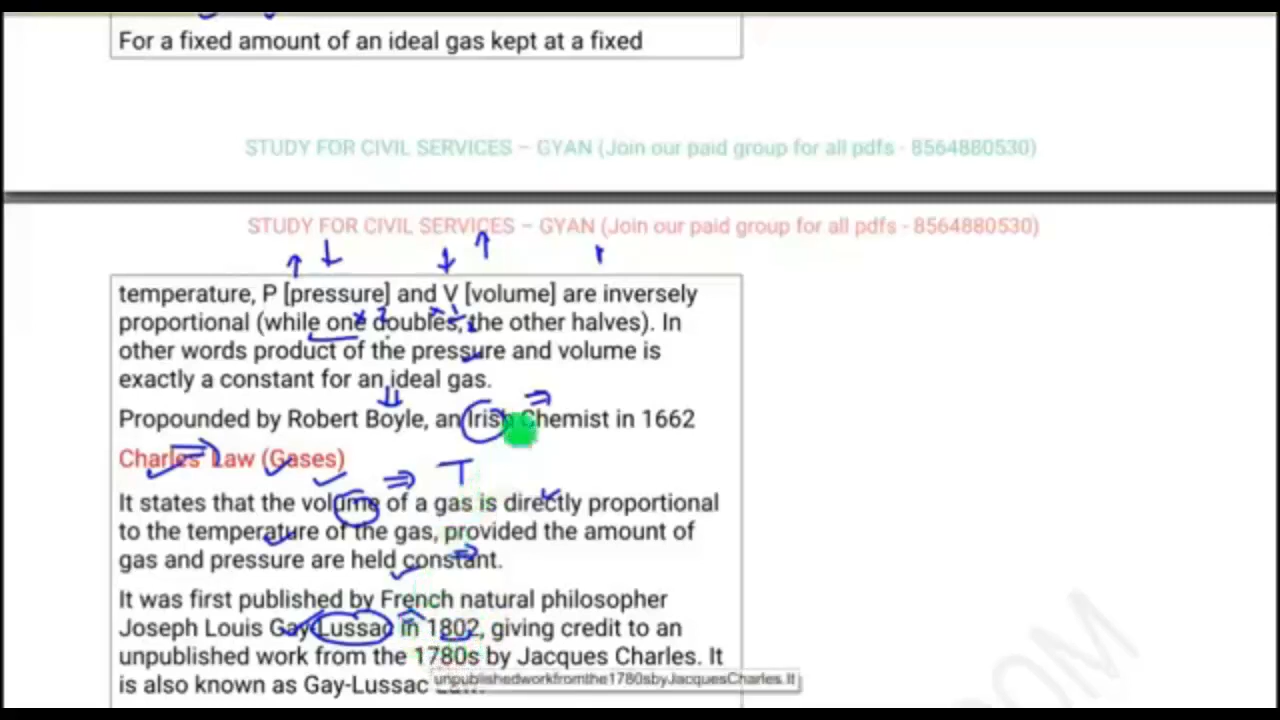 For a fixed amount of an ideal gas kept at a fixed
STUDY FOR CIVIL SERVICES – GYAN (Join our paid group for all pdfs - 8564880530)
STUDY FOR CIVIL SERVICES – GYAN (Join our paid group for all pdfs - 8564880530)
temperature, P [pressure] and V [volume] are inversely
proportional (while one doubles, the other halves). In
other words product of the pressure and volume is
exactly a constant for an ideal gas.
Propounded by Robert Boyle, an Irish Chemist in 1662
Charles' Law (Gases)
T
It states that the volume of a gas is directly proportional
to the temperature of the gas, provided the amount of
gas and pressure are held constant.
It was first published by French natural philosopher
Joseph Louis Gay-Lussac in 1802, giving credit to an
unpublished work from the 1780s by Jacques Charles. It
unpublishedworkfromthe1780sbyJacquesCharles.It
is also known as Gay-Lussac